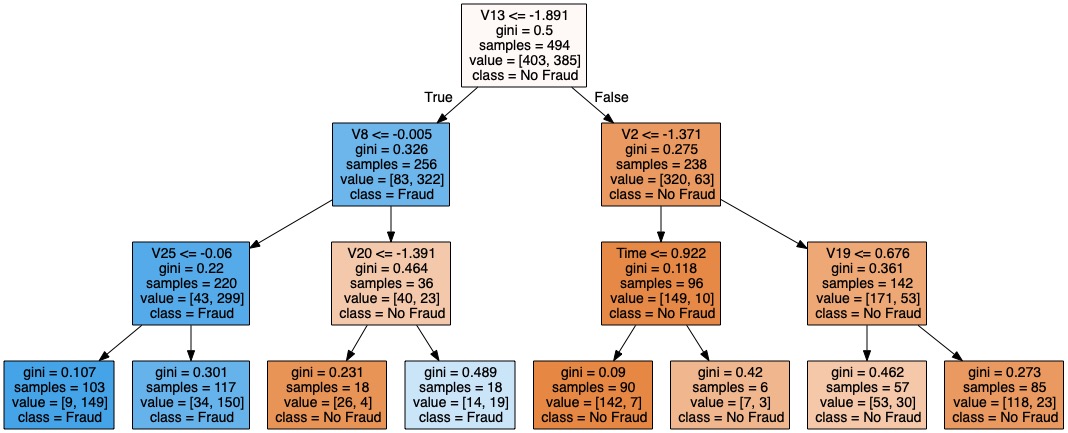 V13 <= -1.891
gini = 0.5
samples = 494
value = [403, 385]
class = No Fraud
True
False
V8 <= -0.005
gini = 0.326
samples = 256
value = [83, 322]
class = Fraud
V2 <= -1.371
gini = 0.275
samples = 238
value = [320, 63]
class = No Fraud
V25 <= -0.06
gini = 0.22
samples = 220
value = [43, 299]
class = Fraud
V20 <= -1.391
gini = 0.464
samples = 36
value = [40, 23]
class = No Fraud
Time <= 0.922
gini = 0.118
samples = 96
value = [149, 10]
class = No Fraud
V19 <= 0.676
gini = 0.361
samples = 142
value = [171, 53]
class = No Fraud
gini = 0.107
samples = 103
value = [9, 149]
class = Fraud
gini = 0.301
samples = 117
value = [34, 150]
class = Fraud
gini = 0.231
samples = 18
value = [26, 4]
class = No Fraud
gini = 0.489
samples = 18
value = [14, 19]
class = Fraud
gini = 0.09
samples = 90
value = [142, 7]
class = No Fraud
gini = 0.42
samples = 6
value = [7, 3]
class = No Fraud
gini = 0.462
samples = 57
value = [53, 30]
class = No Fraud
gini = 0.273
samples = 85
value = [118, 23]
class = No Fraud